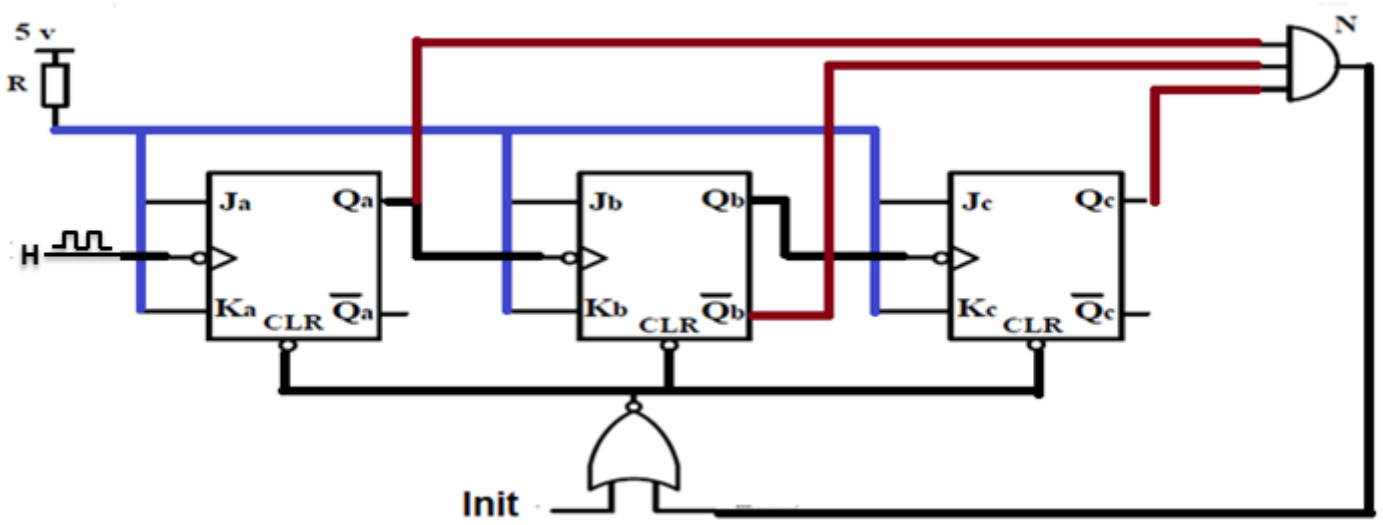 5 v
N
R
Ja Qa Jb Qb Jc Qc
H
Ka Q̅a Kb Q̅b Kc Q̅c
CLR CLR CLR
Init